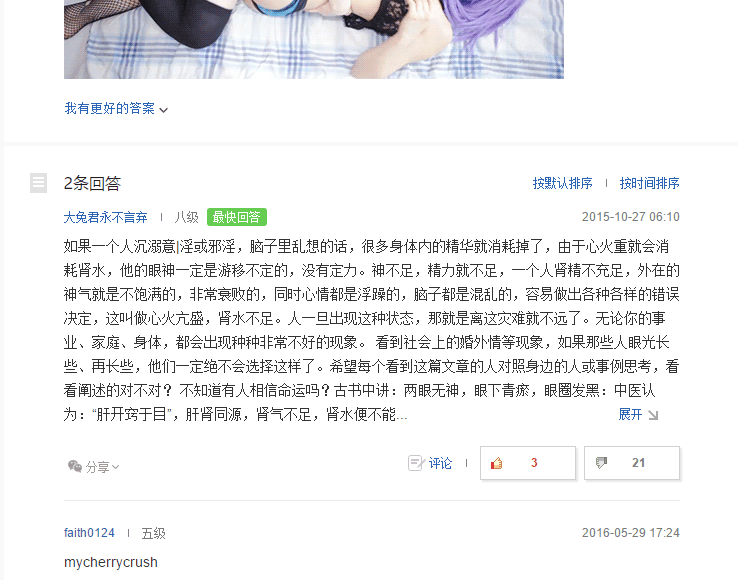 我有更好的答案
2条回答
按默认排序 | 按时间排序
大兔君永不言弃 | 八级 最快回答 2015-10-27 06:10
如果一个人沉溺意|淫或邪淫，脑子里乱想的话，很多身体内的精华就消耗掉了，由于心火重就会消
耗肾水，他的眼神一定是游移不定的，没有定力。神不足，精力就不足，一个人肾精不充足，外在的
神气就是不饱满的，非常衰败的，同时心情都是浮躁的，脑子都是混乱的，容易做出各种各样的错误
决定，这叫做心火亢盛，肾水不足。人一旦出现这种状态，那就是离这灾难就不远了。无论你的事
业、家庭、身体，都会出现种种非常不好的现象。 看到社会上的婚外情等现象，如果那些人眼光长
些、再长些，他们一定绝不会选择这样了。希望每个看到这篇文章的人对照身边的人或事例思考，看
看阐述的对不对？ 不知道有人相信命运吗？古书中讲：两眼无神，眼下青瘀，眼圈发黑：中医认
为：“肝开窍于目”，肝肾同源，肾气不足，肾水便不能...
展开
分享
评论 | 3 21
faith0124 | 五级 2016-05-29 17:24
mycherrycrush